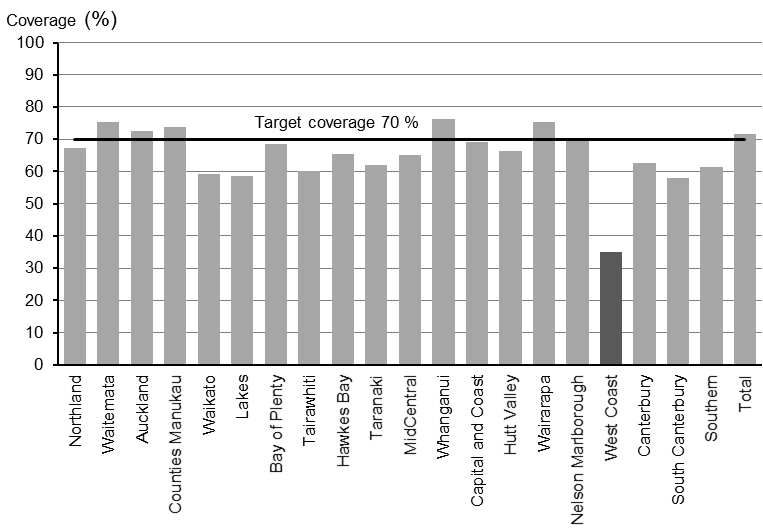 Coverage (%)
100
90
80
70
60
50
40
30
20
10
0
Target coverage 70 %
Northland
Waitemata
Auckland
Counties Manukau
Waikato
Lakes
Bay of Plenty
Tairawhiti
Hawkes Bay
Taranaki
MidCentral
Whanganui
Capital and Coast
Hutt Valley
Wairarapa
Nelson Marlborough
West Coast
Canterbury
South Canterbury
Southern
Total